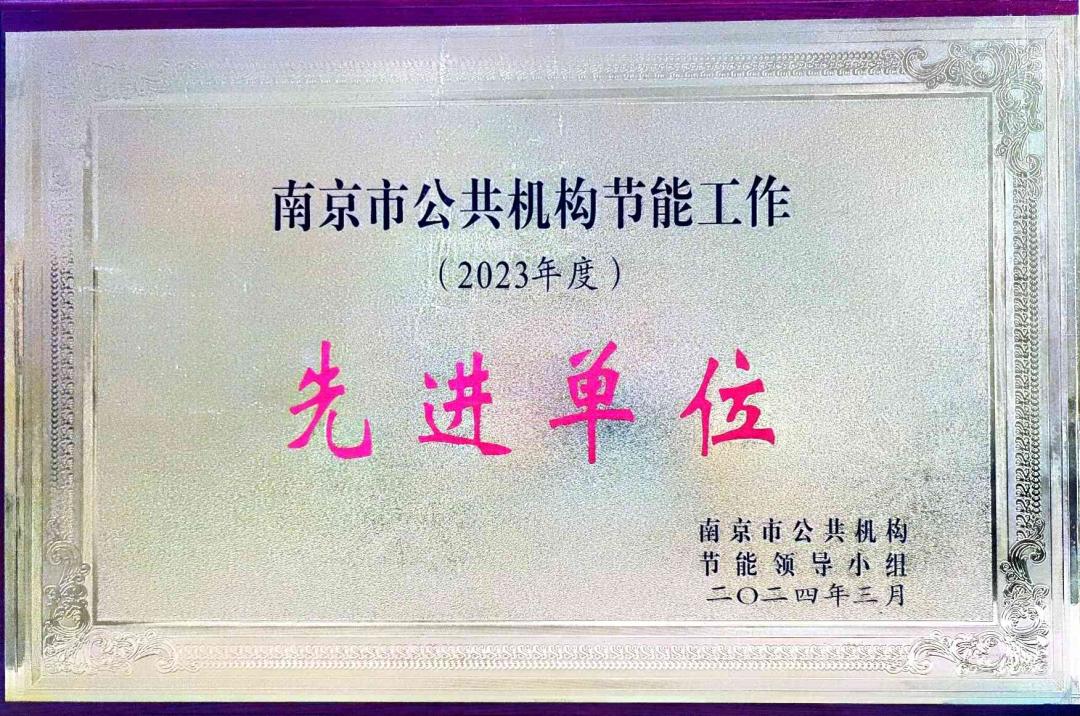 南京市公共机构节能工作
（2023年度）
先进单位
南京市公共机构
节能领导小组
二〇二四年三月